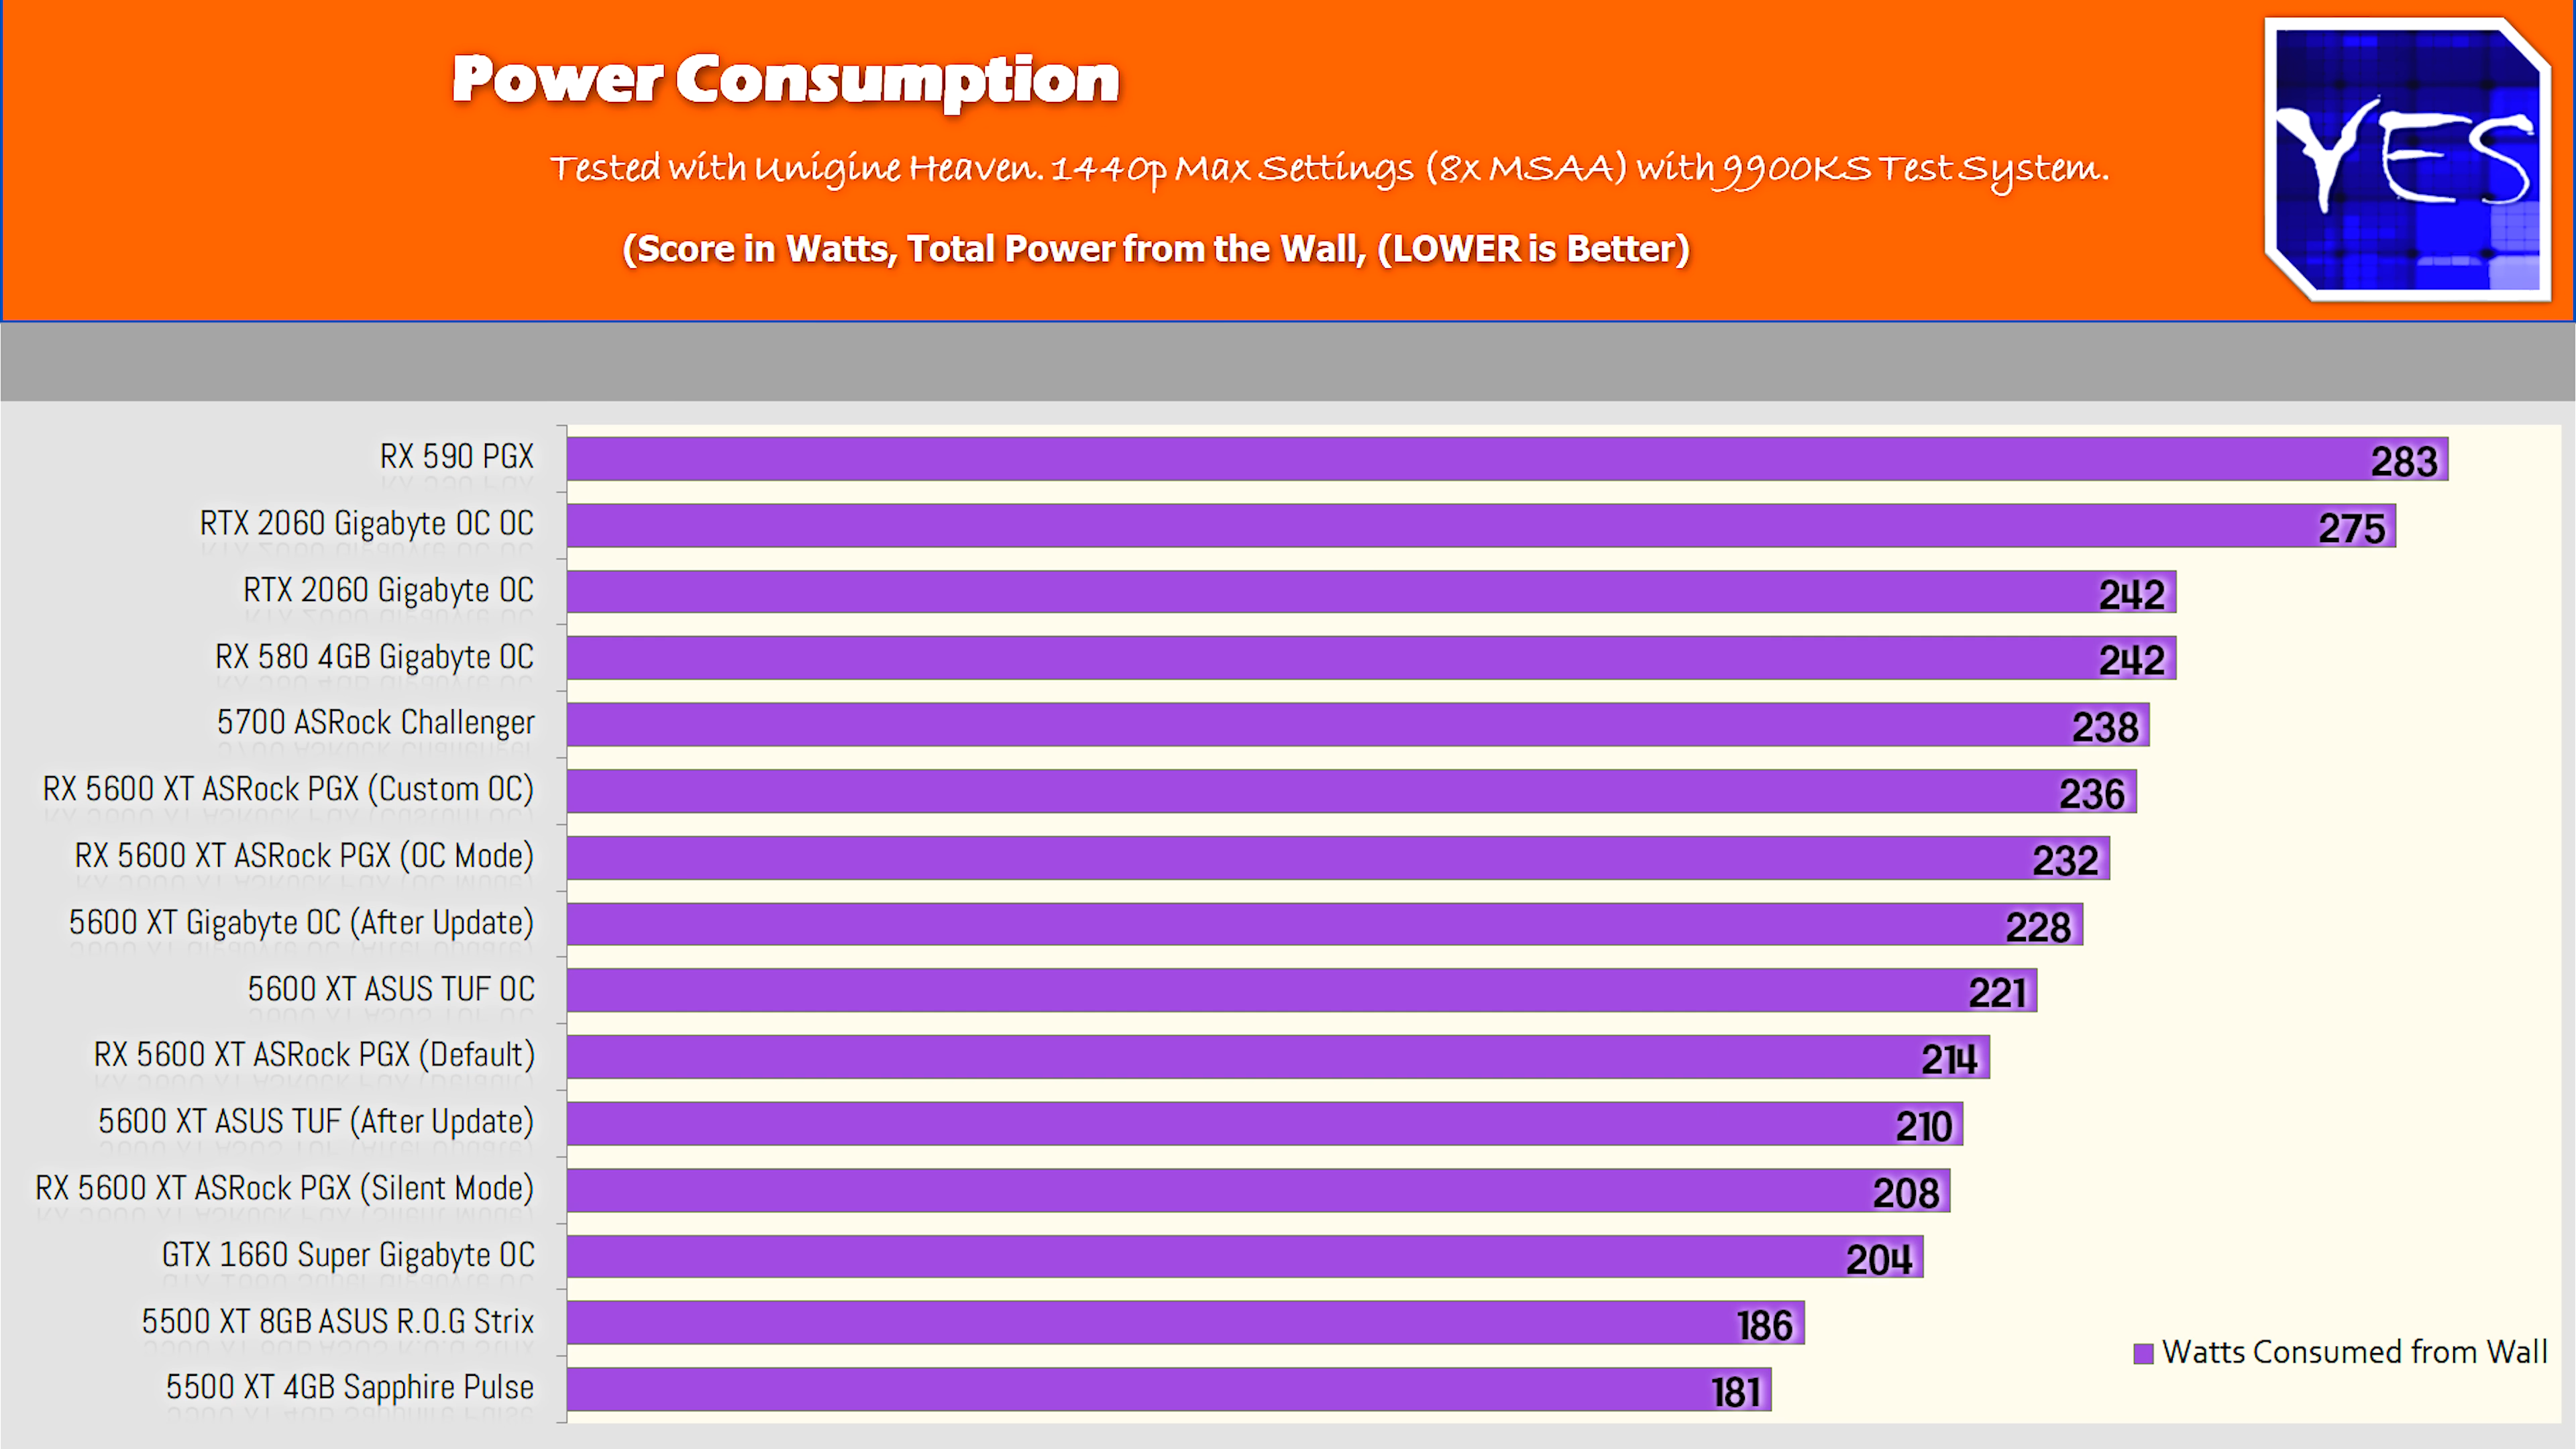 Power Consumption
YES
Tested with Unigine Heaven. 1440p Max Settings (8x MSAA) with 9900KS Test System.
(Score in Watts, Total Power from the Wall, (LOWER is Better)
RX 590 PGX 283
RTX 2060 Gigabyte OC OC 275
RTX 2060 Gigabyte OC 242
RX 580 4GB Gigabyte OC 242
5700 ASRock Challenger 238
RX 5600 XT ASRock PGX (Custom OC) 236
RX 5600 XT ASRock PGX (OC Mode) 232
5600 XT Gigabyte OC (After Update) 228
5600 XT ASUS TUF OC 221
RX 5600 XT ASRock PGX (Default) 214
5600 XT ASUS TUF (After Update) 210
RX 5600 XT ASRock PGX (Silent Mode) 208
GTX 1660 Super Gigabyte OC 204
5500 XT 8GB ASUS R.O.G Strix 186
Watts Consumed from Wall
5500 XT 4GB Sapphire Pulse 181